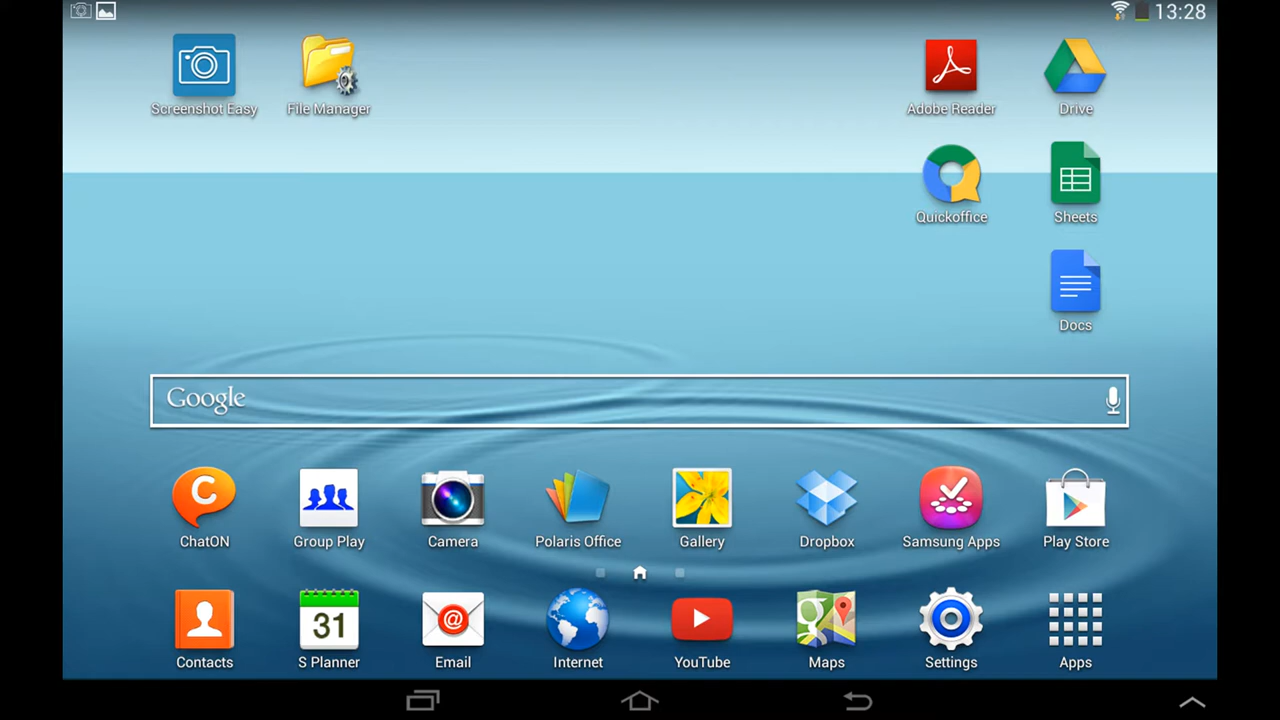 13:28
Screenshot Easy File Manager Adobe Reader Drive
Quickoffice Sheets
Docs
Google
ChatON Group Play Camera Polaris Office Gallery Dropbox Samsung Apps Play Store
31
@
Contacts S Planner Email Internet YouTube Maps Settings Apps